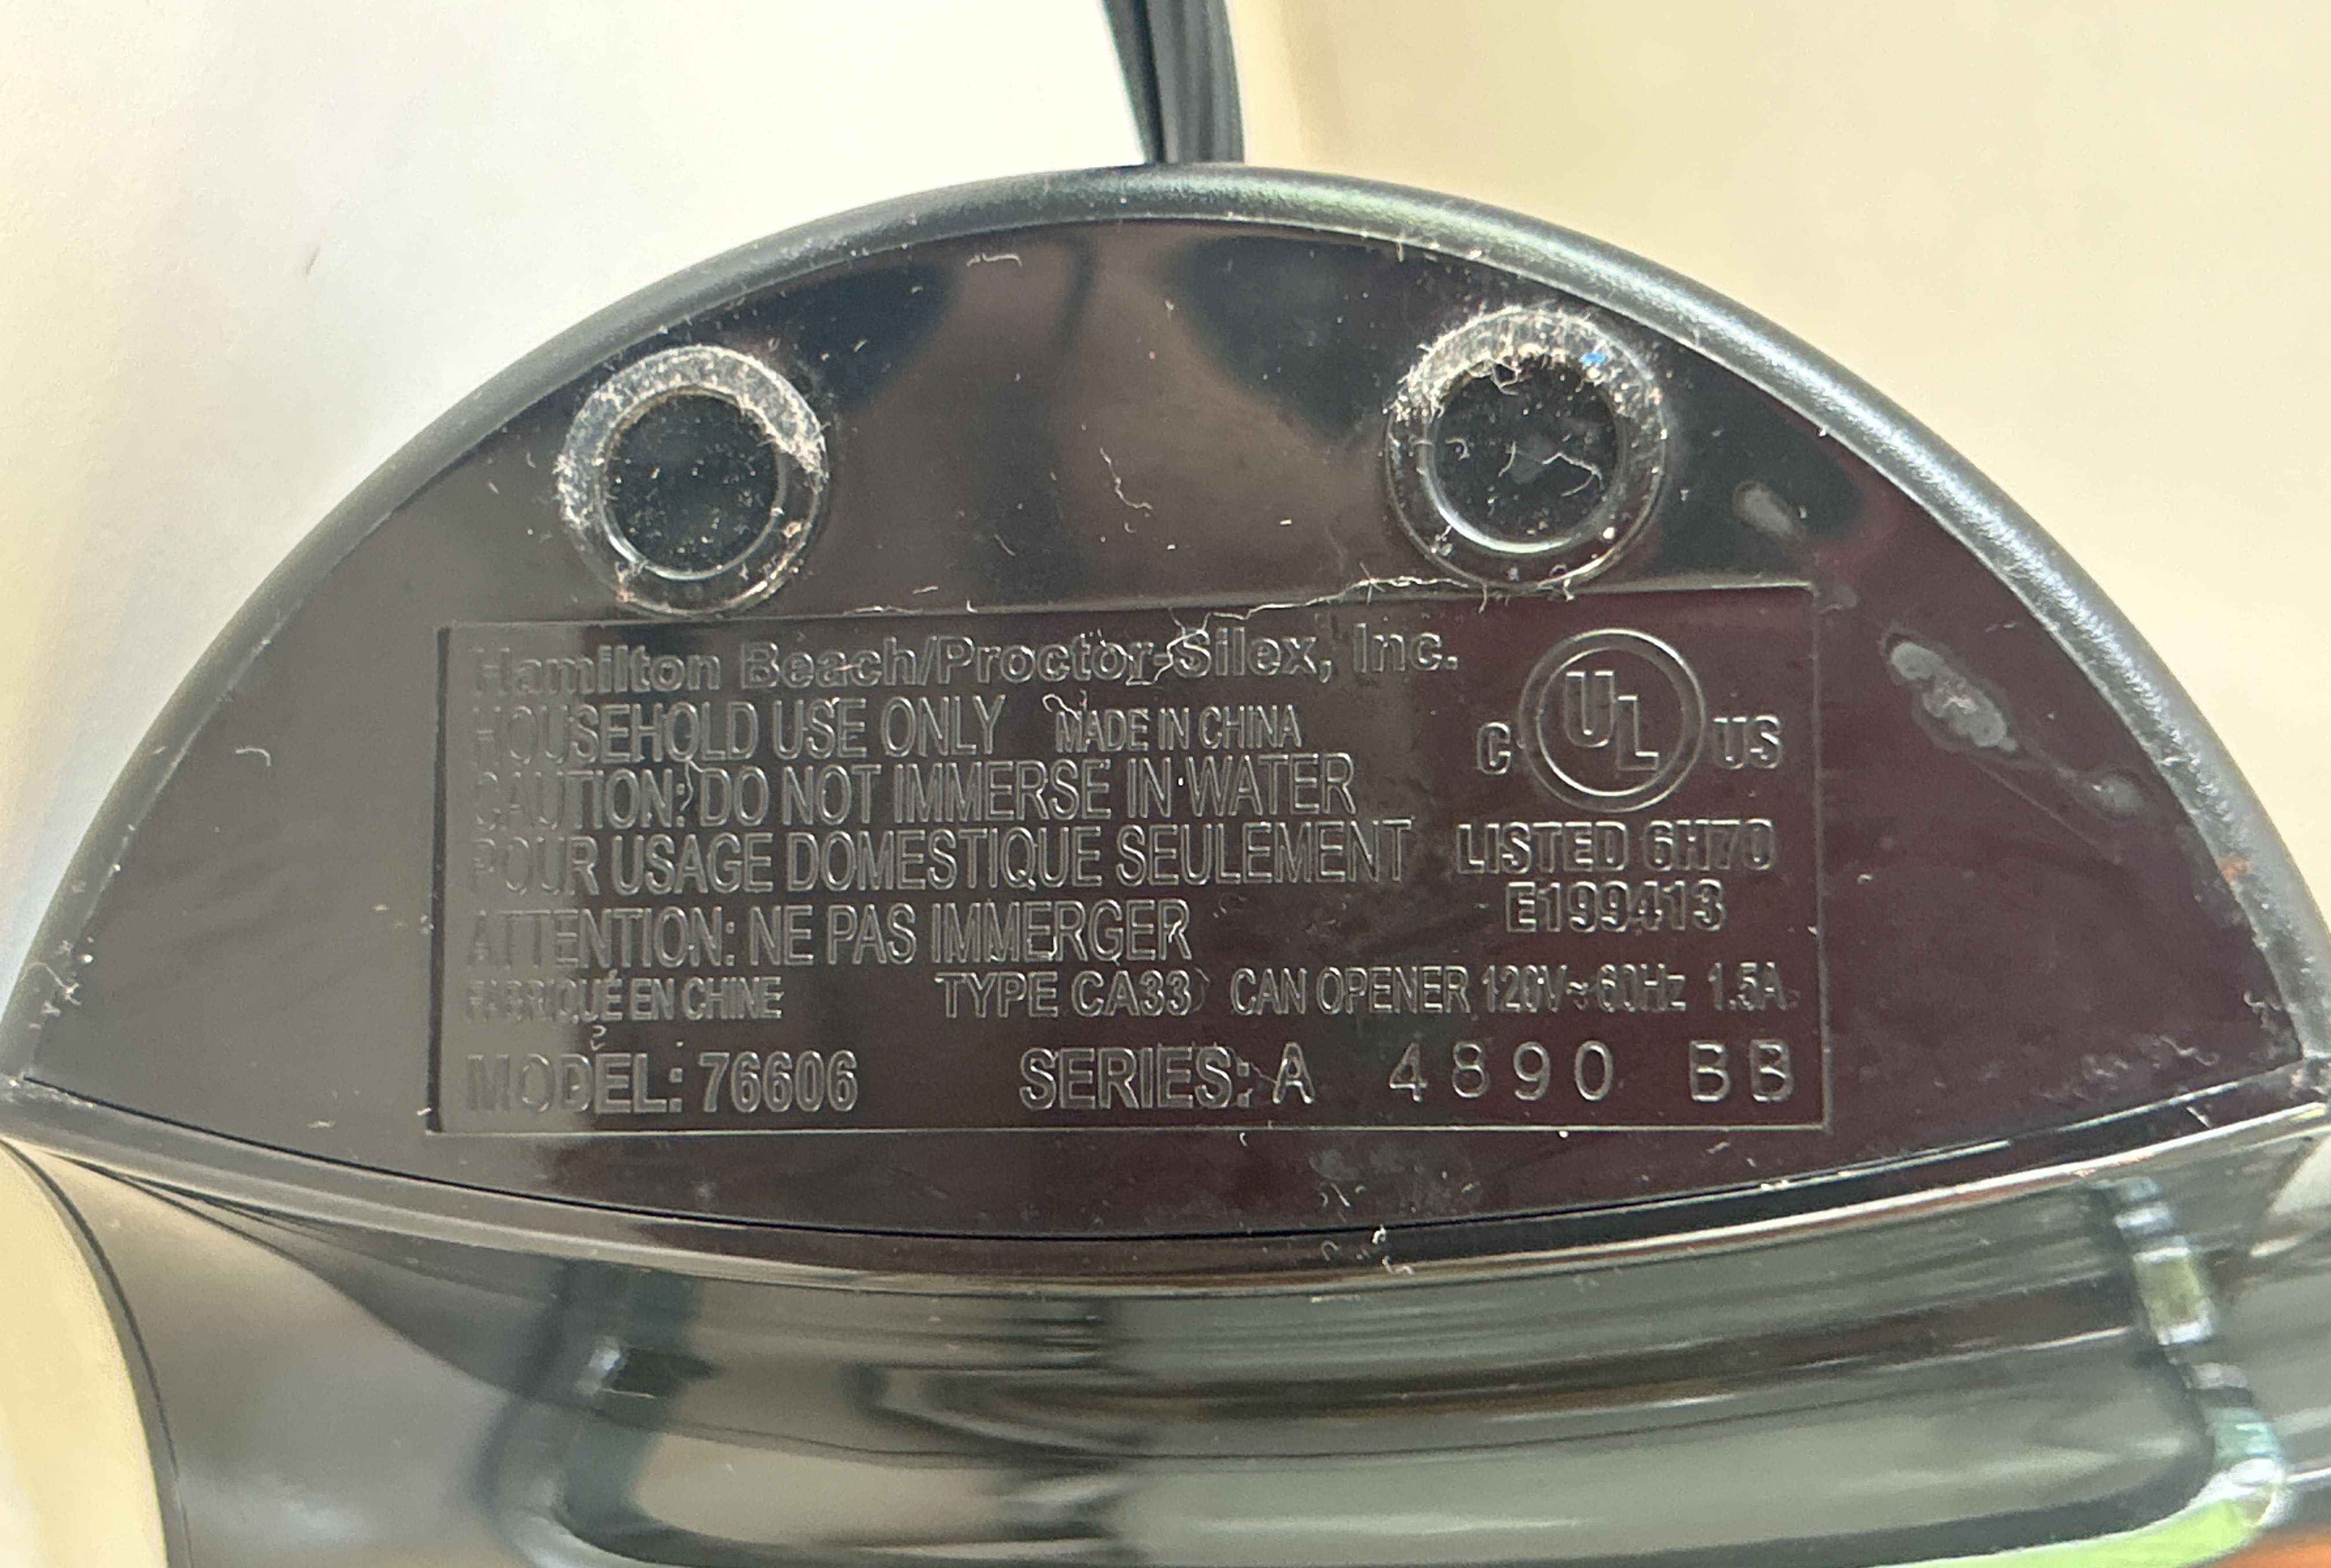 Hamilton Beach/Proctor-Silex, Inc.
HOUSEHOLD USE ONLY MADE IN CHINA
CAUTION: DO NOT IMMERSE IN WATER
POUR USAGE DOMESTIQUE SEULEMENT
ATTENTION: NE PAS IMMERGER
FABRIQUÉ EN CHINE TYPE CA33 CAN OPENER 120V~60Hz 1.5A
MODEL: 76606 SERIES: A 4890 BB
C UL US
LISTED 6H70
E199413